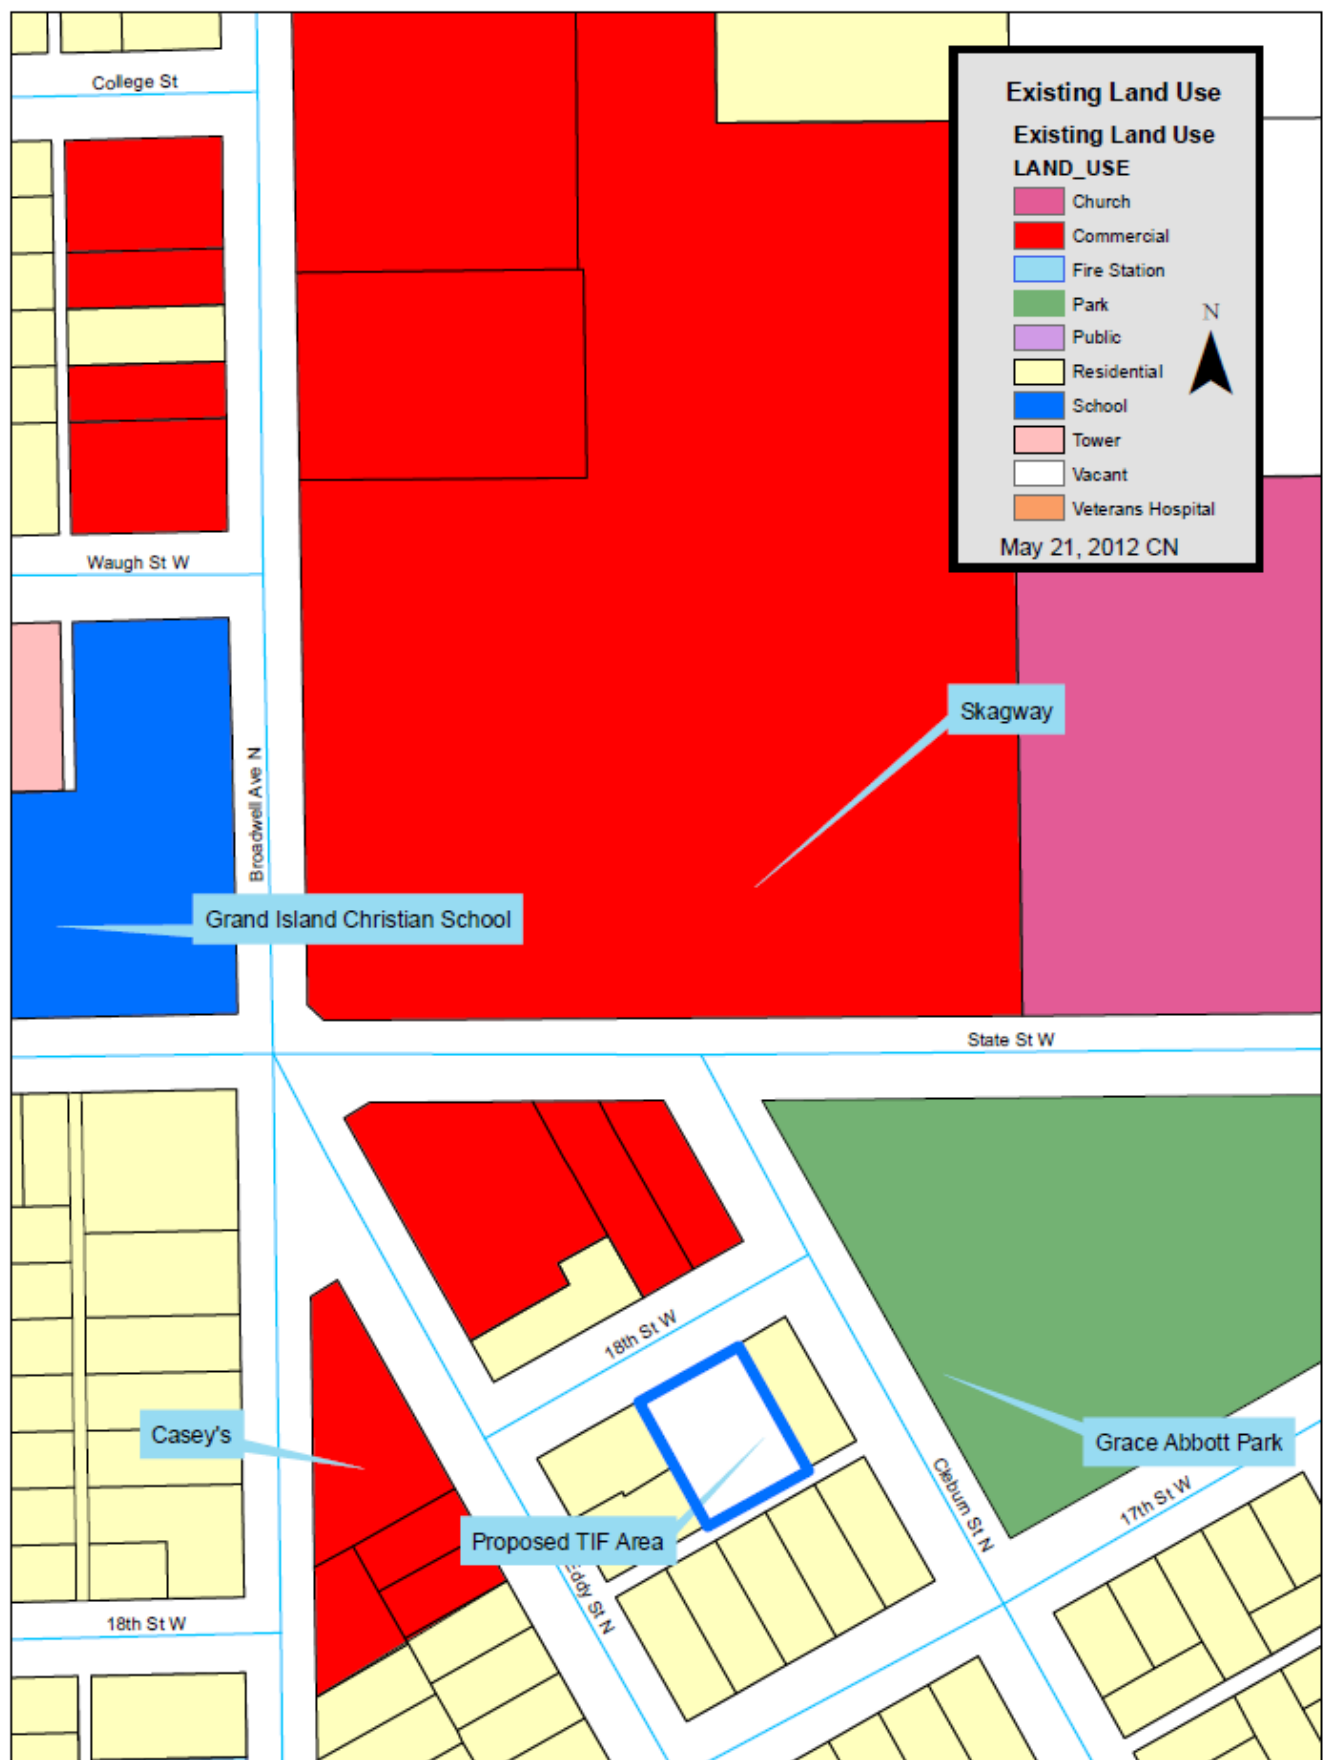 College St
Existing Land Use
Existing Land Use
LAND_USE
Church
Commercial
Fire Station
Park
N
Public
Residential
School
Tower
Vacant
Veterans Hospital
May 21, 2012 CN
Waugh St W
Skagway
Broadwell Ave N
Grand Island Christian School
State St W
18th St W
Casey's
Grace Abbott Park
Cleburn St N
17th St W
Proposed TIF Area
Eddy St N
18th St W